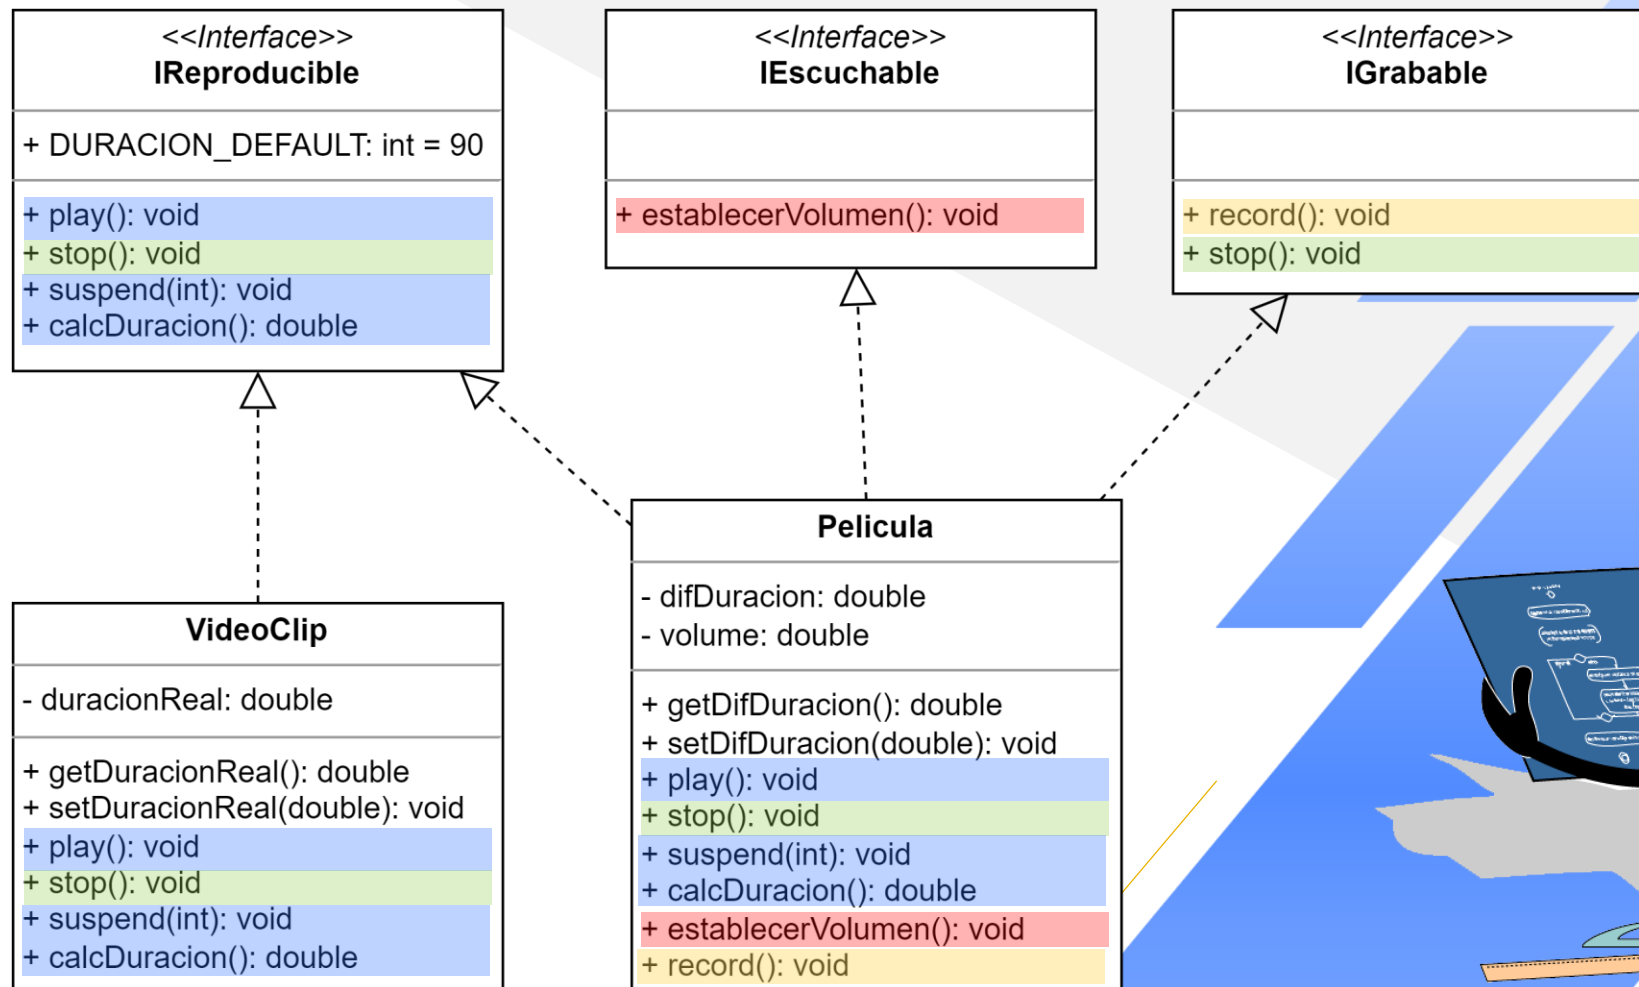 <<Interface>>
IReproducible
+ DURACION_DEFAULT: int = 90
+ play(): void
+ stop(): void
+ suspend(int): void
+ calcDuracion(): double
<<Interface>>
IEscuchable
+ establecerVolumen(): void
<<Interface>>
IGrabable
+ record(): void
+ stop(): void
VideoClip
- duracionReal: double
+ getDuracionReal(): double
+ setDuracionReal(double): void
+ play(): void
+ stop(): void
+ suspend(int): void
+ calcDuracion(): double
Pelicula
- difDuracion: double
- volume: double
+ getDifDuracion(): double
+ setDifDuracion(double): void
+ play(): void
+ stop(): void
+ suspend(int): void
+ calcDuracion(): double
+ establecerVolumen(): void
+ record(): void